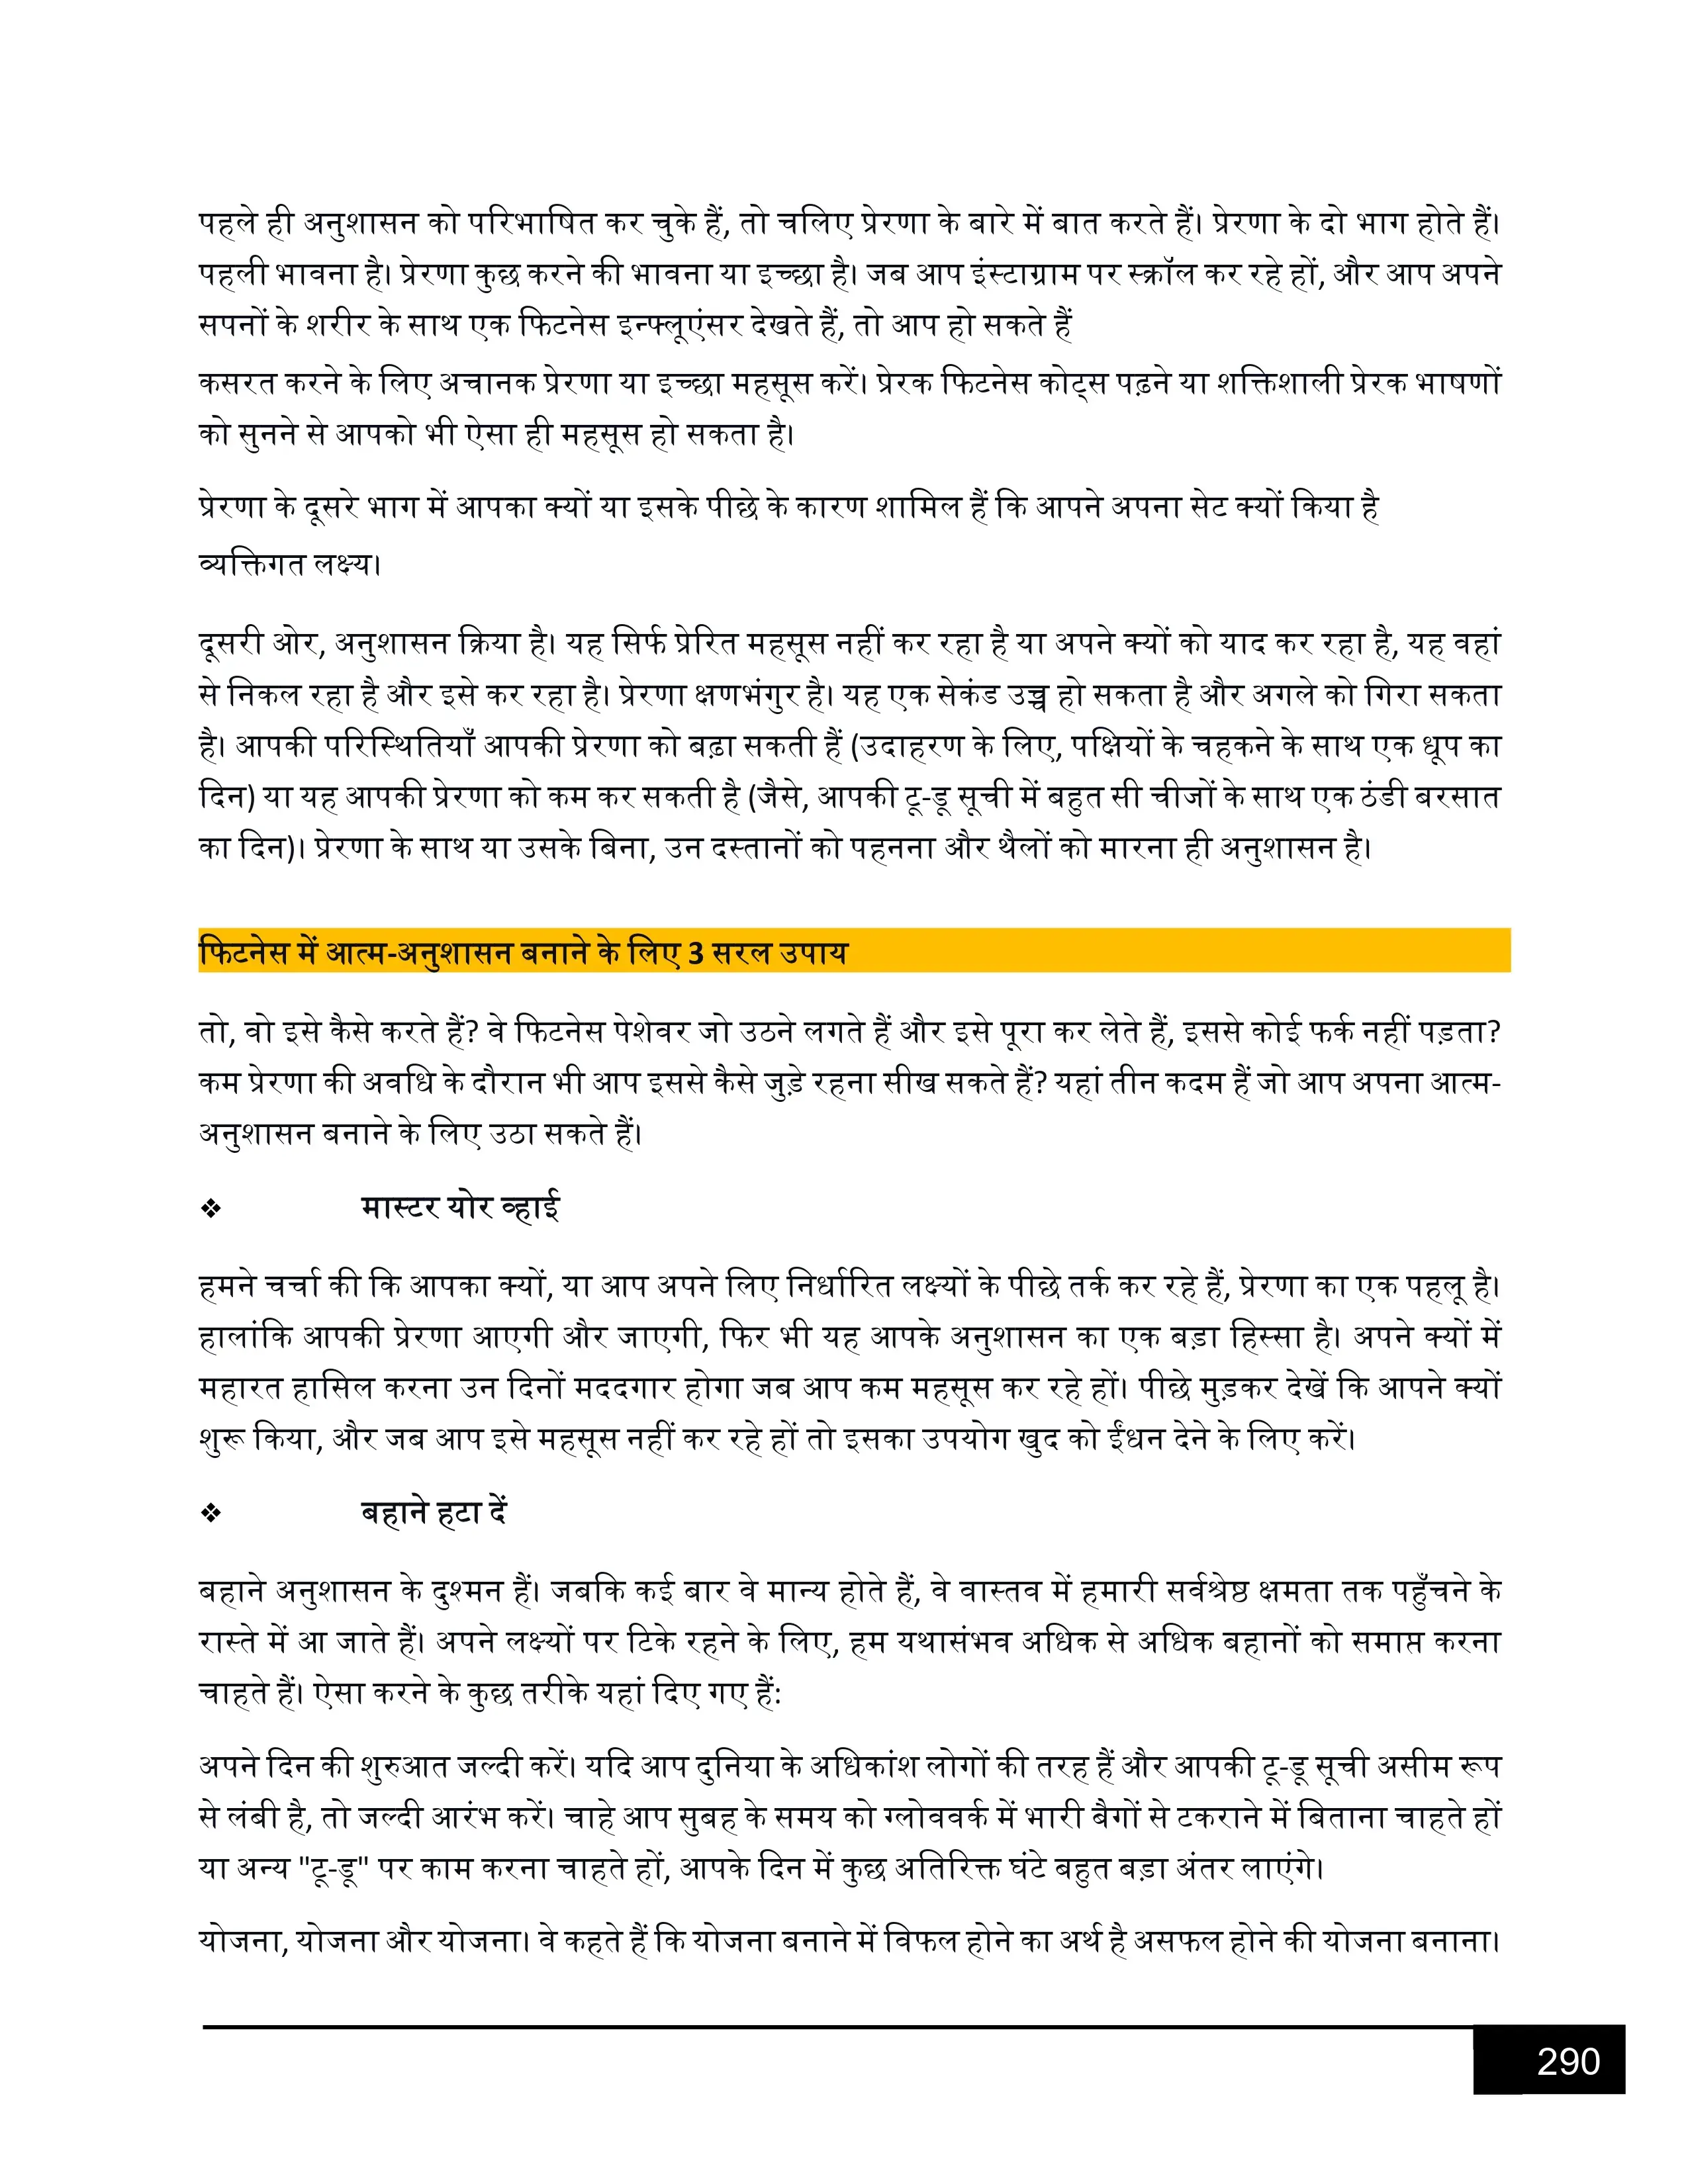 पहले ही अनुशासन को परिभाषित कर चुके हैं, तो चलिए प्रेरणा के बारे में बात करते हैं। प्रेरणा के दो भाग होते हैं।
पहली भावना है। प्रेरणा कुछ करने की भावना या इच्छा है। जब आप इंस्टाग्राम पर स्क्रॉल कर रहे हों, और आप अपने
सपनों के शरीर के साथ एक फिटनेस इन्फ्लूएंसर देखते हैं, तो आप हो सकते हैं
कसरत करने के लिए अचानक प्रेरणा या इच्छा महसूस करें। प्रेरक फिटनेस कोट्स पढ़ने या शक्तिशाली प्रेरक भाषणों
को सुनने से आपको भी ऐसा ही महसूस हो सकता है।
प्रेरणा के दूसरे भाग में आपका क्यों या इसके पीछे के कारण शामिल हैं कि आपने अपना सेट क्यों किया है
व्यक्तिगत लक्ष्य।
दूसरी ओर, अनुशासन क्रिया है। यह सिर्फ प्रेरित महसूस नहीं कर रहा है या अपने क्यों को याद कर रहा है, यह वहां
से निकल रहा है और इसे कर रहा है। प्रेरणा क्षणभंगुर है। यह एक सेकंड उच्च हो सकता है और अगले को गिरा सकता
है। आपकी परिस्थितियाँ आपकी प्रेरणा को बढ़ा सकती हैं (उदाहरण के लिए, पक्षियों के चहकने के साथ एक धूप का
दिन) या यह आपकी प्रेरणा को कम कर सकती है (जैसे, आपकी टू-डू सूची में बहुत सी चीजों के साथ एक ठंडी बरसात
का दिन)। प्रेरणा के साथ या उसके बिना, उन दस्तानों को पहनना और थैलों को मारना ही अनुशासन है।
फिटनेस में आत्म-अनुशासन बनाने के लिए 3 सरल उपाय
तो, वो इसे कैसे करते हैं? वे फिटनेस पेशेवर जो उठने लगते हैं और इसे पूरा कर लेते हैं, इससे कोई फर्क नहीं पड़ता?
कम प्रेरणा की अवधि के दौरान भी आप इससे कैसे जुड़े रहना सीख सकते हैं? यहां तीन कदम हैं जो आप अपना आत्म-
अनुशासन बनाने के लिए उठा सकते हैं।
❖ मास्टर योर व्हाई
हमने चर्चा की कि आपका क्यों, या आप अपने लिए निर्धारित लक्ष्यों के पीछे तर्क कर रहे हैं, प्रेरणा का एक पहलू है।
हालांकि आपकी प्रेरणा आएगी और जाएगी, फिर भी यह आपके अनुशासन का एक बड़ा हिस्सा है। अपने क्यों में
महारत हासिल करना उन दिनों मददगार होगा जब आप कम महसूस कर रहे हों। पीछे मुड़कर देखें कि आपने क्यों
शुरू किया, और जब आप इसे महसूस नहीं कर रहे हों तो इसका उपयोग खुद को ईंधन देने के लिए करें।
❖ बहाने हटा दें
बहाने अनुशासन के दुश्मन हैं। जबकि कई बार वे मान्य होते हैं, वे वास्तव में हमारी सर्वश्रेष्ठ क्षमता तक पहुँचने के
रास्ते में आ जाते हैं। अपने लक्ष्यों पर टिके रहने के लिए, हम यथासंभव अधिक से अधिक बहानों को समाप्त करना
चाहते हैं। ऐसा करने के कुछ तरीके यहां दिए गए हैं:
अपने दिन की शुरुआत जल्दी करें। यदि आप दुनिया के अधिकांश लोगों की तरह हैं और आपकी टू-डू सूची असीम रूप
से लंबी है, तो जल्दी आरंभ करें। चाहे आप सुबह के समय को ग्लोववर्क में भारी बैगों से टकराने में बिताना चाहते हों
या अन्य "टू-डू" पर काम करना चाहते हों, आपके दिन में कुछ अतिरिक्त घंटे बहुत बड़ा अंतर लाएंगे।
योजना, योजना और योजना। वे कहते हैं कि योजना बनाने में विफल होने का अर्थ है असफल होने की योजना बनाना।
290